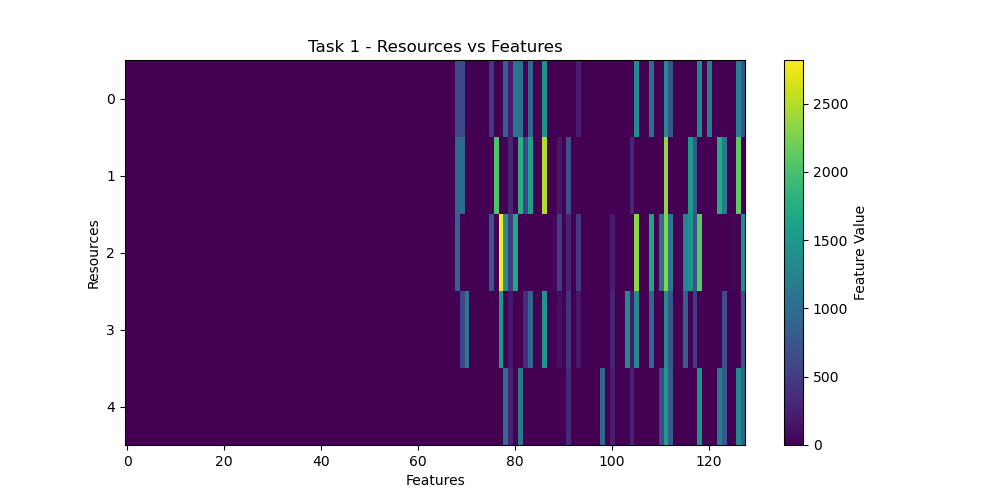 Task 1 - Resources vs Features
Resources
0
1
2
3
4
0 20 40 60 80 100 120
Features
2500
2000
1500
1000
500
0
Feature Value